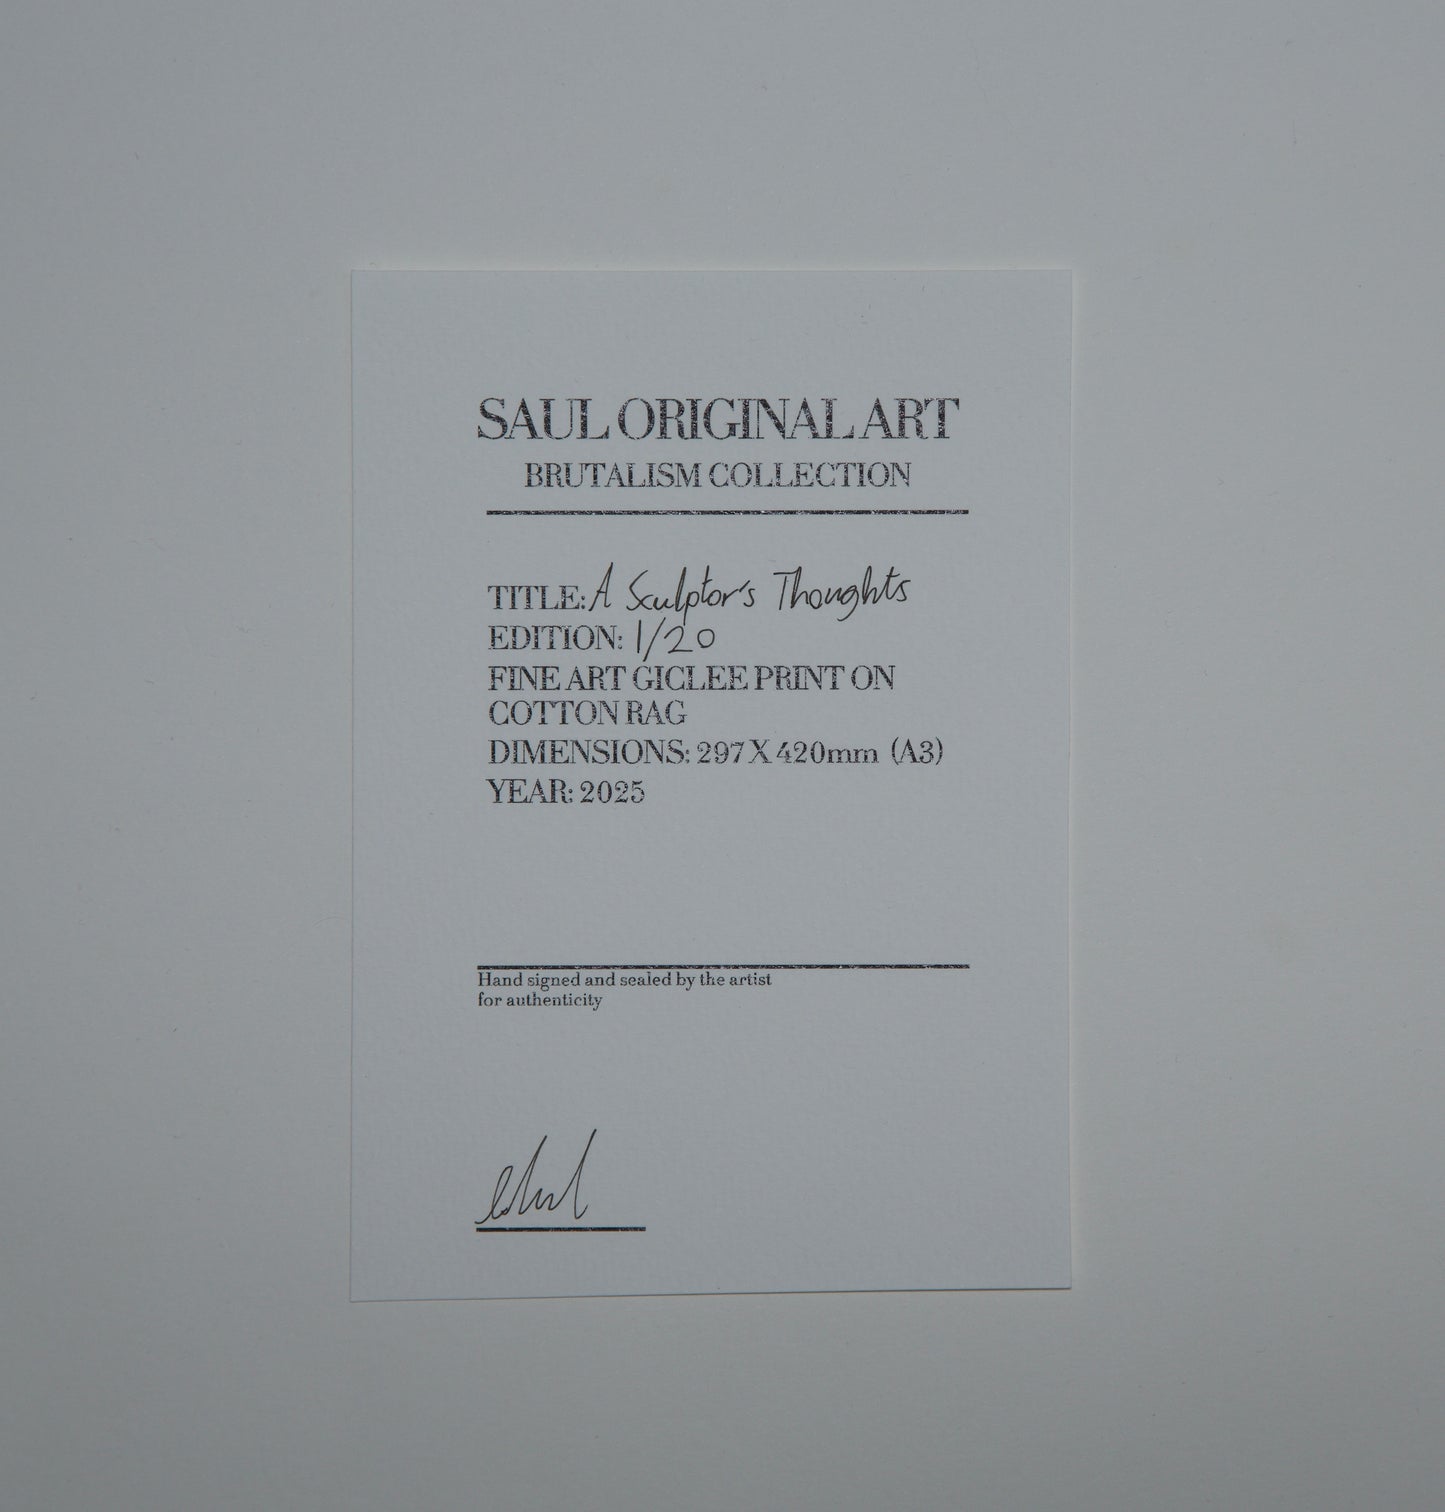 SAUL ORIGINAL ART
BRUTALISM COLLECTION
TITLE: A Sculptor's Thoughts
EDITION: 1/20
FINE ART GICLEE PRINT ON
COTTON RAG
DIMENSIONS: 297 X 420mm (A3)
YEAR: 2025
Hand signed and sealed by the artist
for authenticity